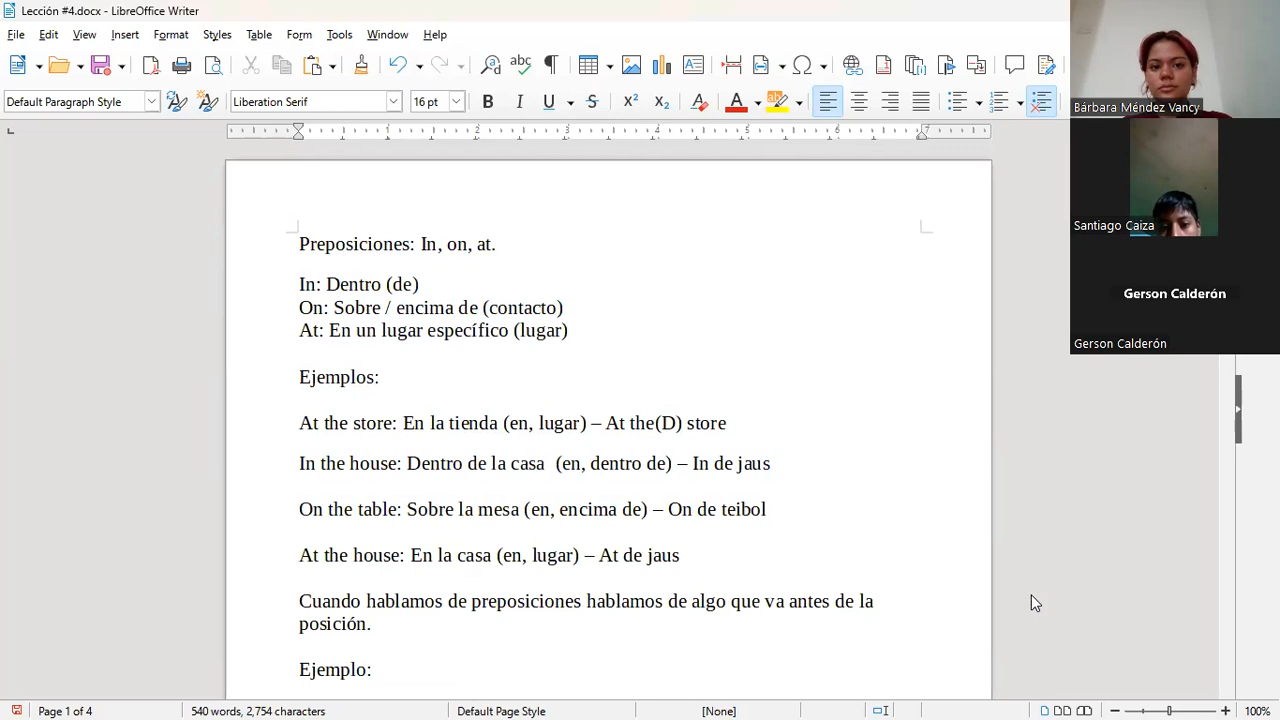 Lección #4.docx - LibreOffice Writer
File Edit View Insert Format Styles Table Form Tools Window Help
Default Paragraph Style Liberation Serif 16 pt
Bárbara Méndez Vancy
Santiago Caiza
Gerson Calderón
Gerson Calderón
Preposiciones: In, on, at.
In: Dentro (de)
On: Sobre / encima de (contacto)
At: En un lugar específico (lugar)
Ejemplos:
At the store: En la tienda (en, lugar) – At the(D) store
In the house: Dentro de la casa (en, dentro de) – In de jaus
On the table: Sobre la mesa (en, encima de) – On de teibol
At the house: En la casa (en, lugar) – At de jaus
Cuando hablamos de preposiciones hablamos de algo que va antes de la
posición.
Ejemplo:
Page 1 of 4 540 words, 2,754 characters Default Page Style [None] 100%